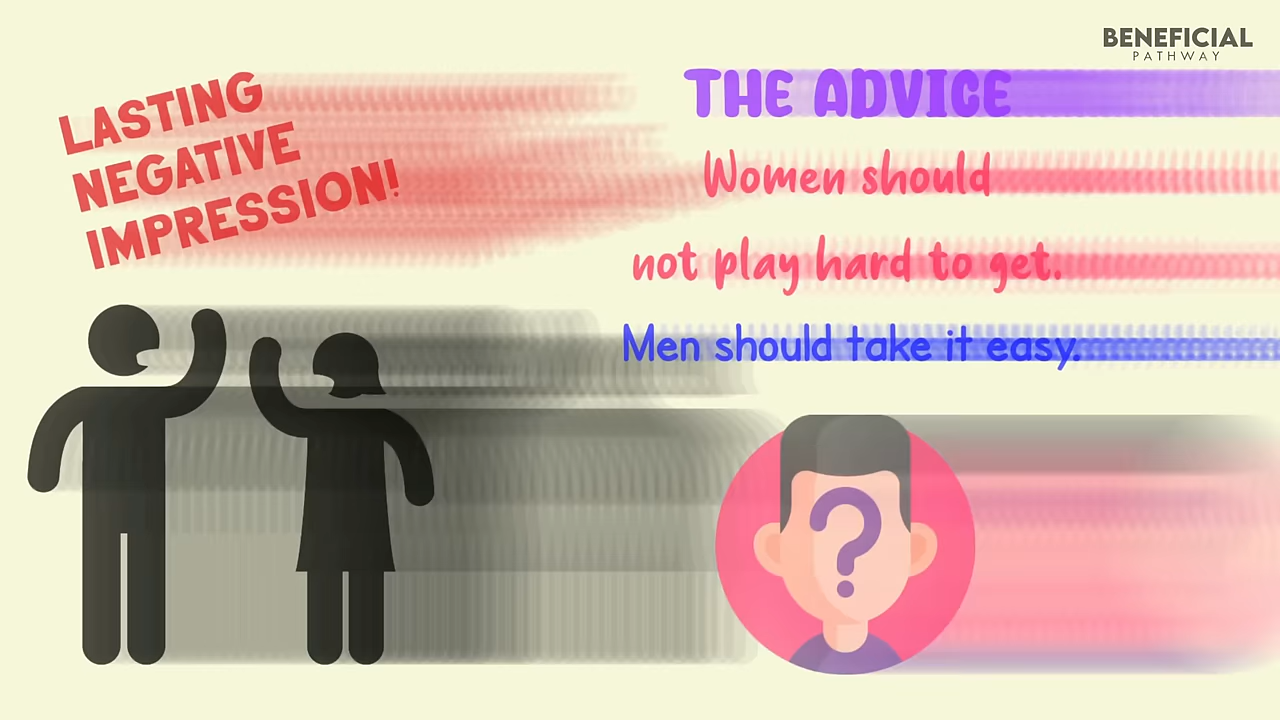 BENEFICIAL
PATHWAY
LASTING
NEGATIVE
IMPRESSION!
THE ADVICE
Women should
not play hard to get.
Men should take it easy.
?